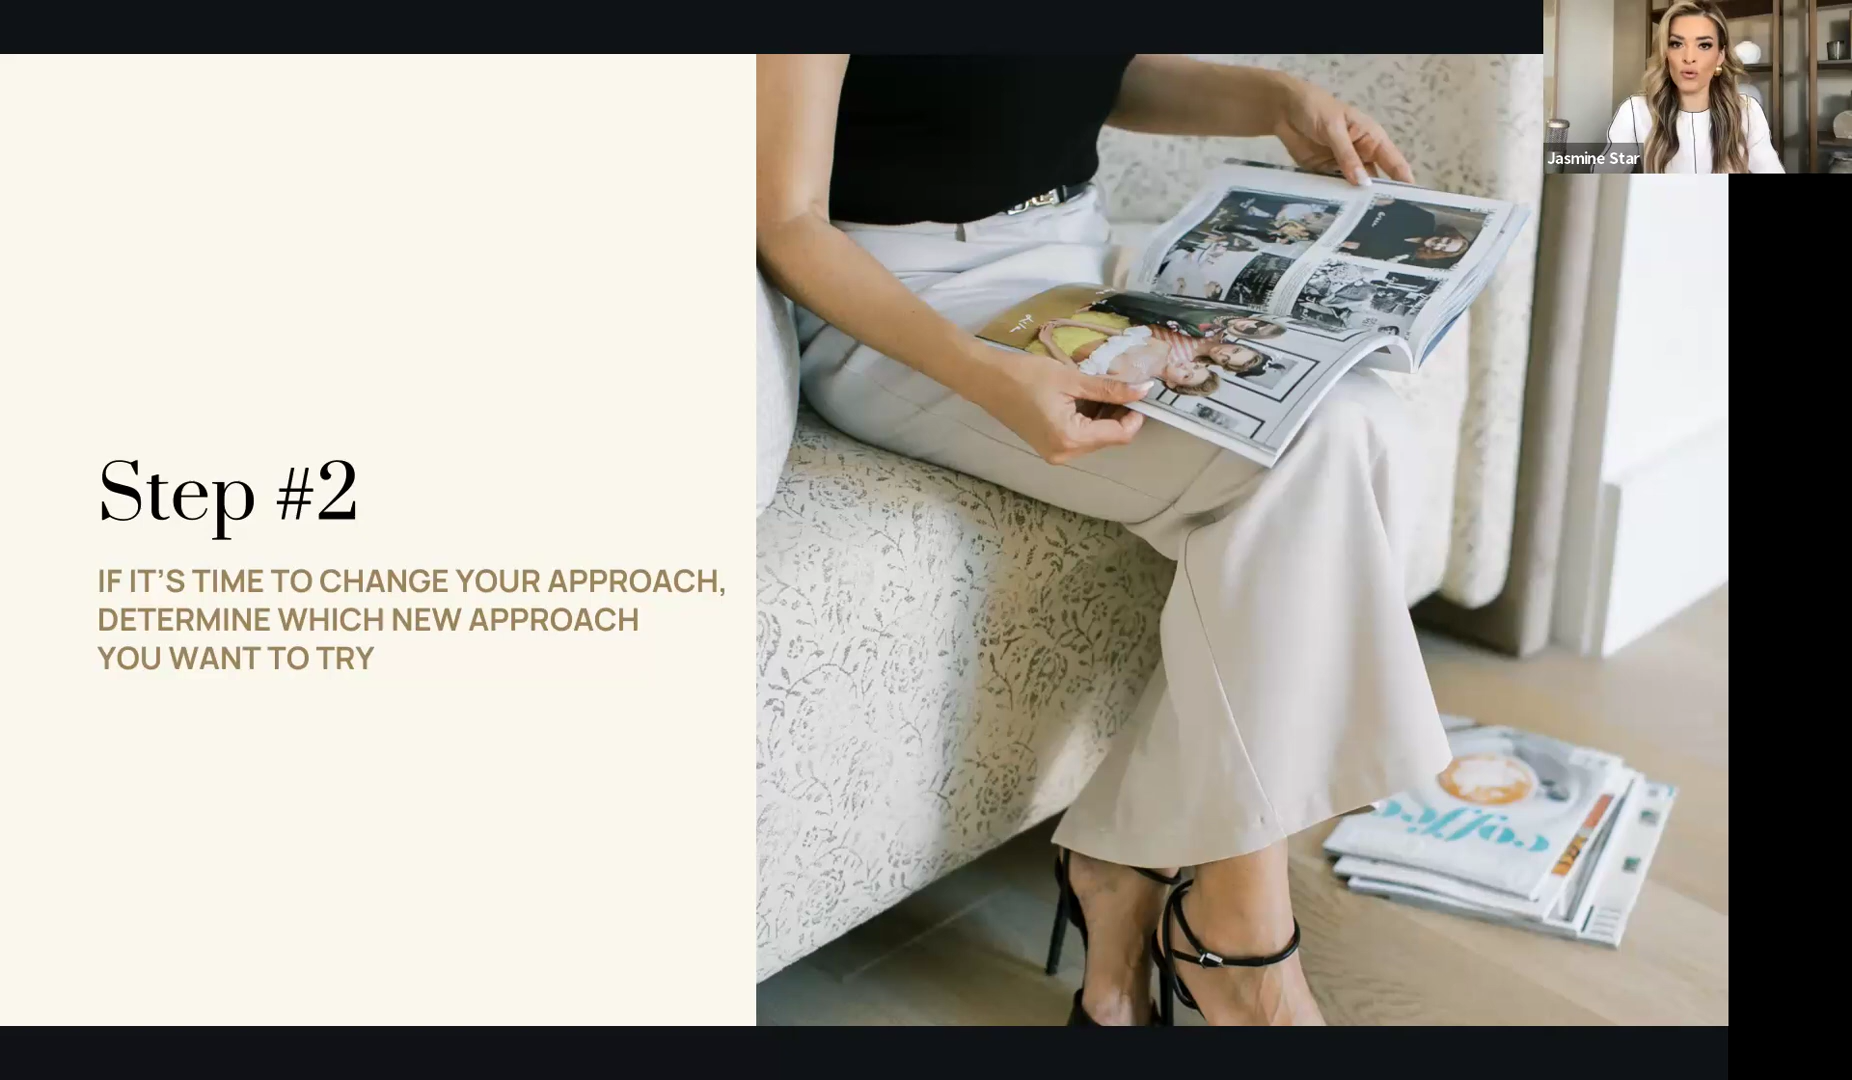 Jasmine Star
Step #2
IF IT’S TIME TO CHANGE YOUR APPROACH,
DETERMINE WHICH NEW APPROACH
YOU WANT TO TRY
coffee